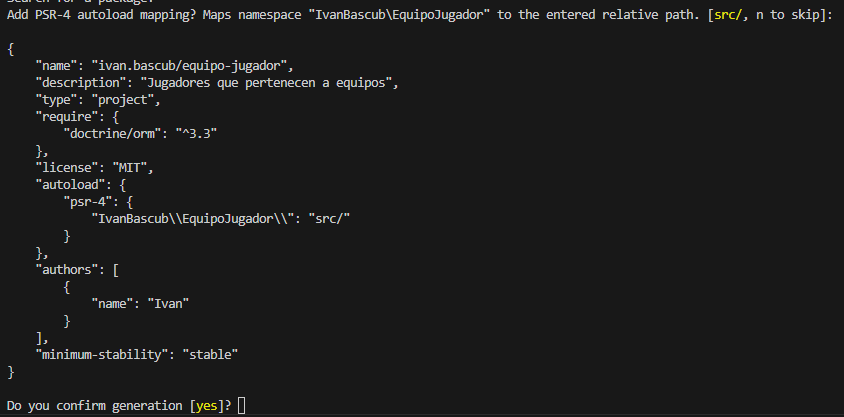 Search for a package:
Add PSR-4 autoload mapping? Maps namespace "IvanBascub\EquipoJugador" to the entered relative path. [src/, n to skip]:
{
    "name": "ivan.bascub/equipo-jugador",
    "description": "Jugadores que pertenecen a equipos",
    "type": "project",
    "require": {
        "doctrine/orm": "^3.3"
    },
    "license": "MIT",
    "autoload": {
        "psr-4": {
            "IvanBascub\\EquipoJugador\\": "src/"
        }
    },
    "authors": [
        {
            "name": "Ivan"
        }
    ],
    "minimum-stability": "stable"
}
Do you confirm generation [yes]?